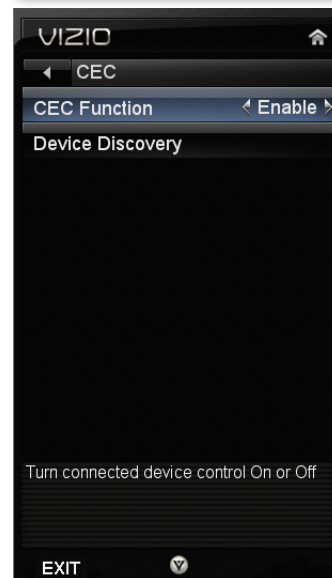 VIZIO
CEC
CEC Function Enable
Device Discovery
Turn connected device control On or Off
EXIT